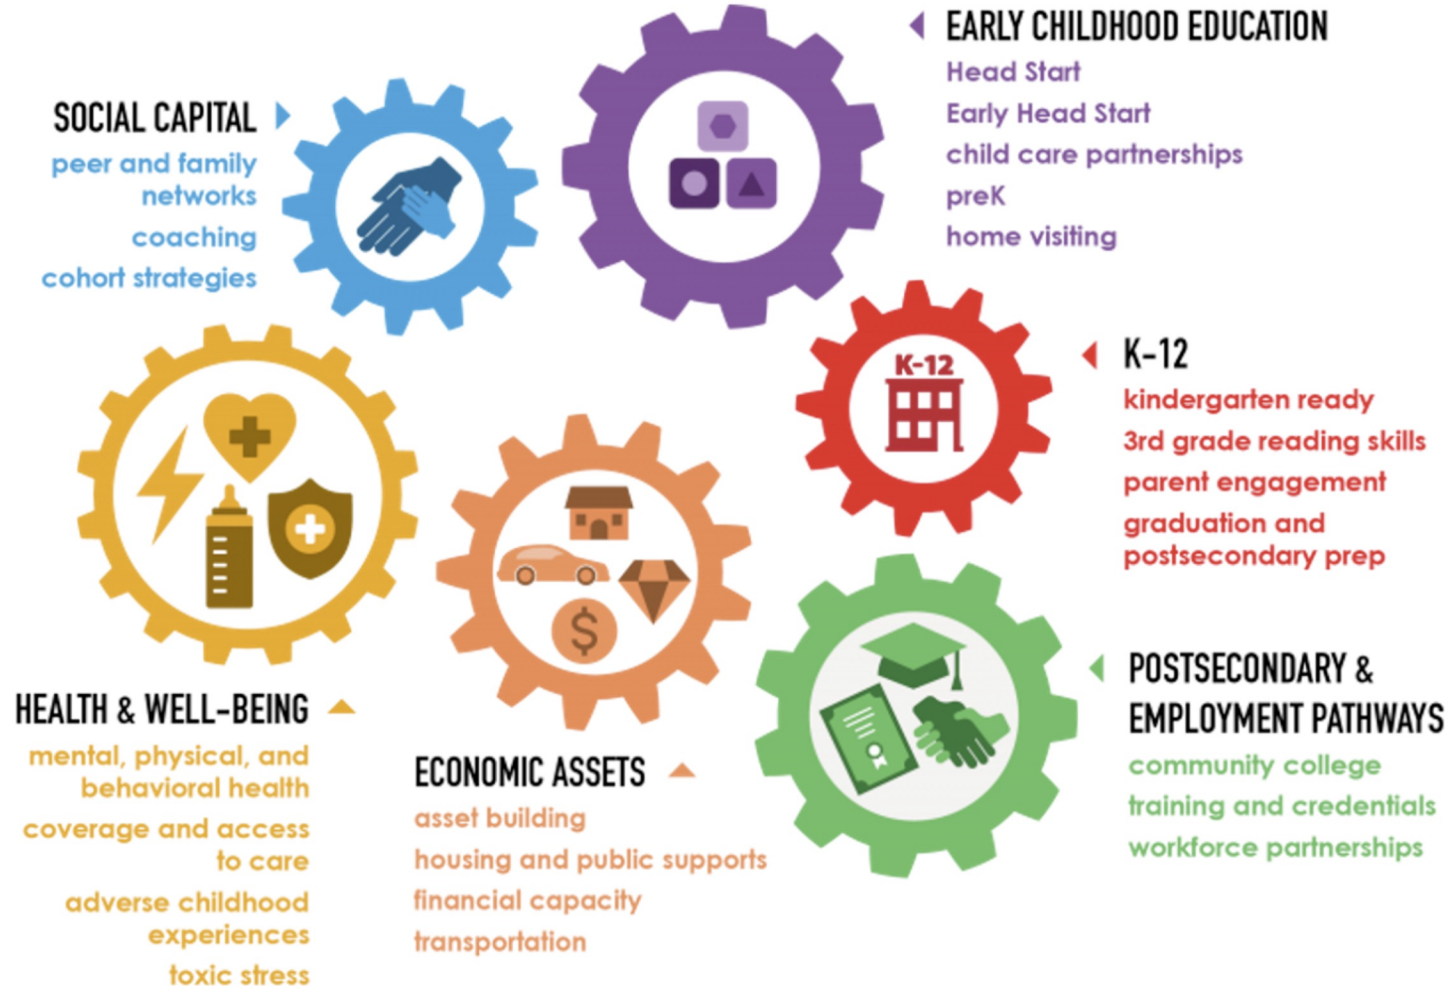 EARLY CHILDHOOD EDUCATION
Head Start
Early Head Start
child care partnerships
preK
home visiting
SOCIAL CAPITAL
peer and family
networks
coaching
cohort strategies
K-12
K-12
kindergarten ready
3rd grade reading skills
parent engagement
graduation and
postsecondary prep
$
POSTSECONDARY &
EMPLOYMENT PATHWAYS
community college
training and credentials
workforce partnerships
HEALTH & WELL-BEING
mental, physical, and
behavioral health
coverage and access
to care
adverse childhood
experiences
toxic stress
ECONOMIC ASSETS
asset building
housing and public supports
financial capacity
transportation